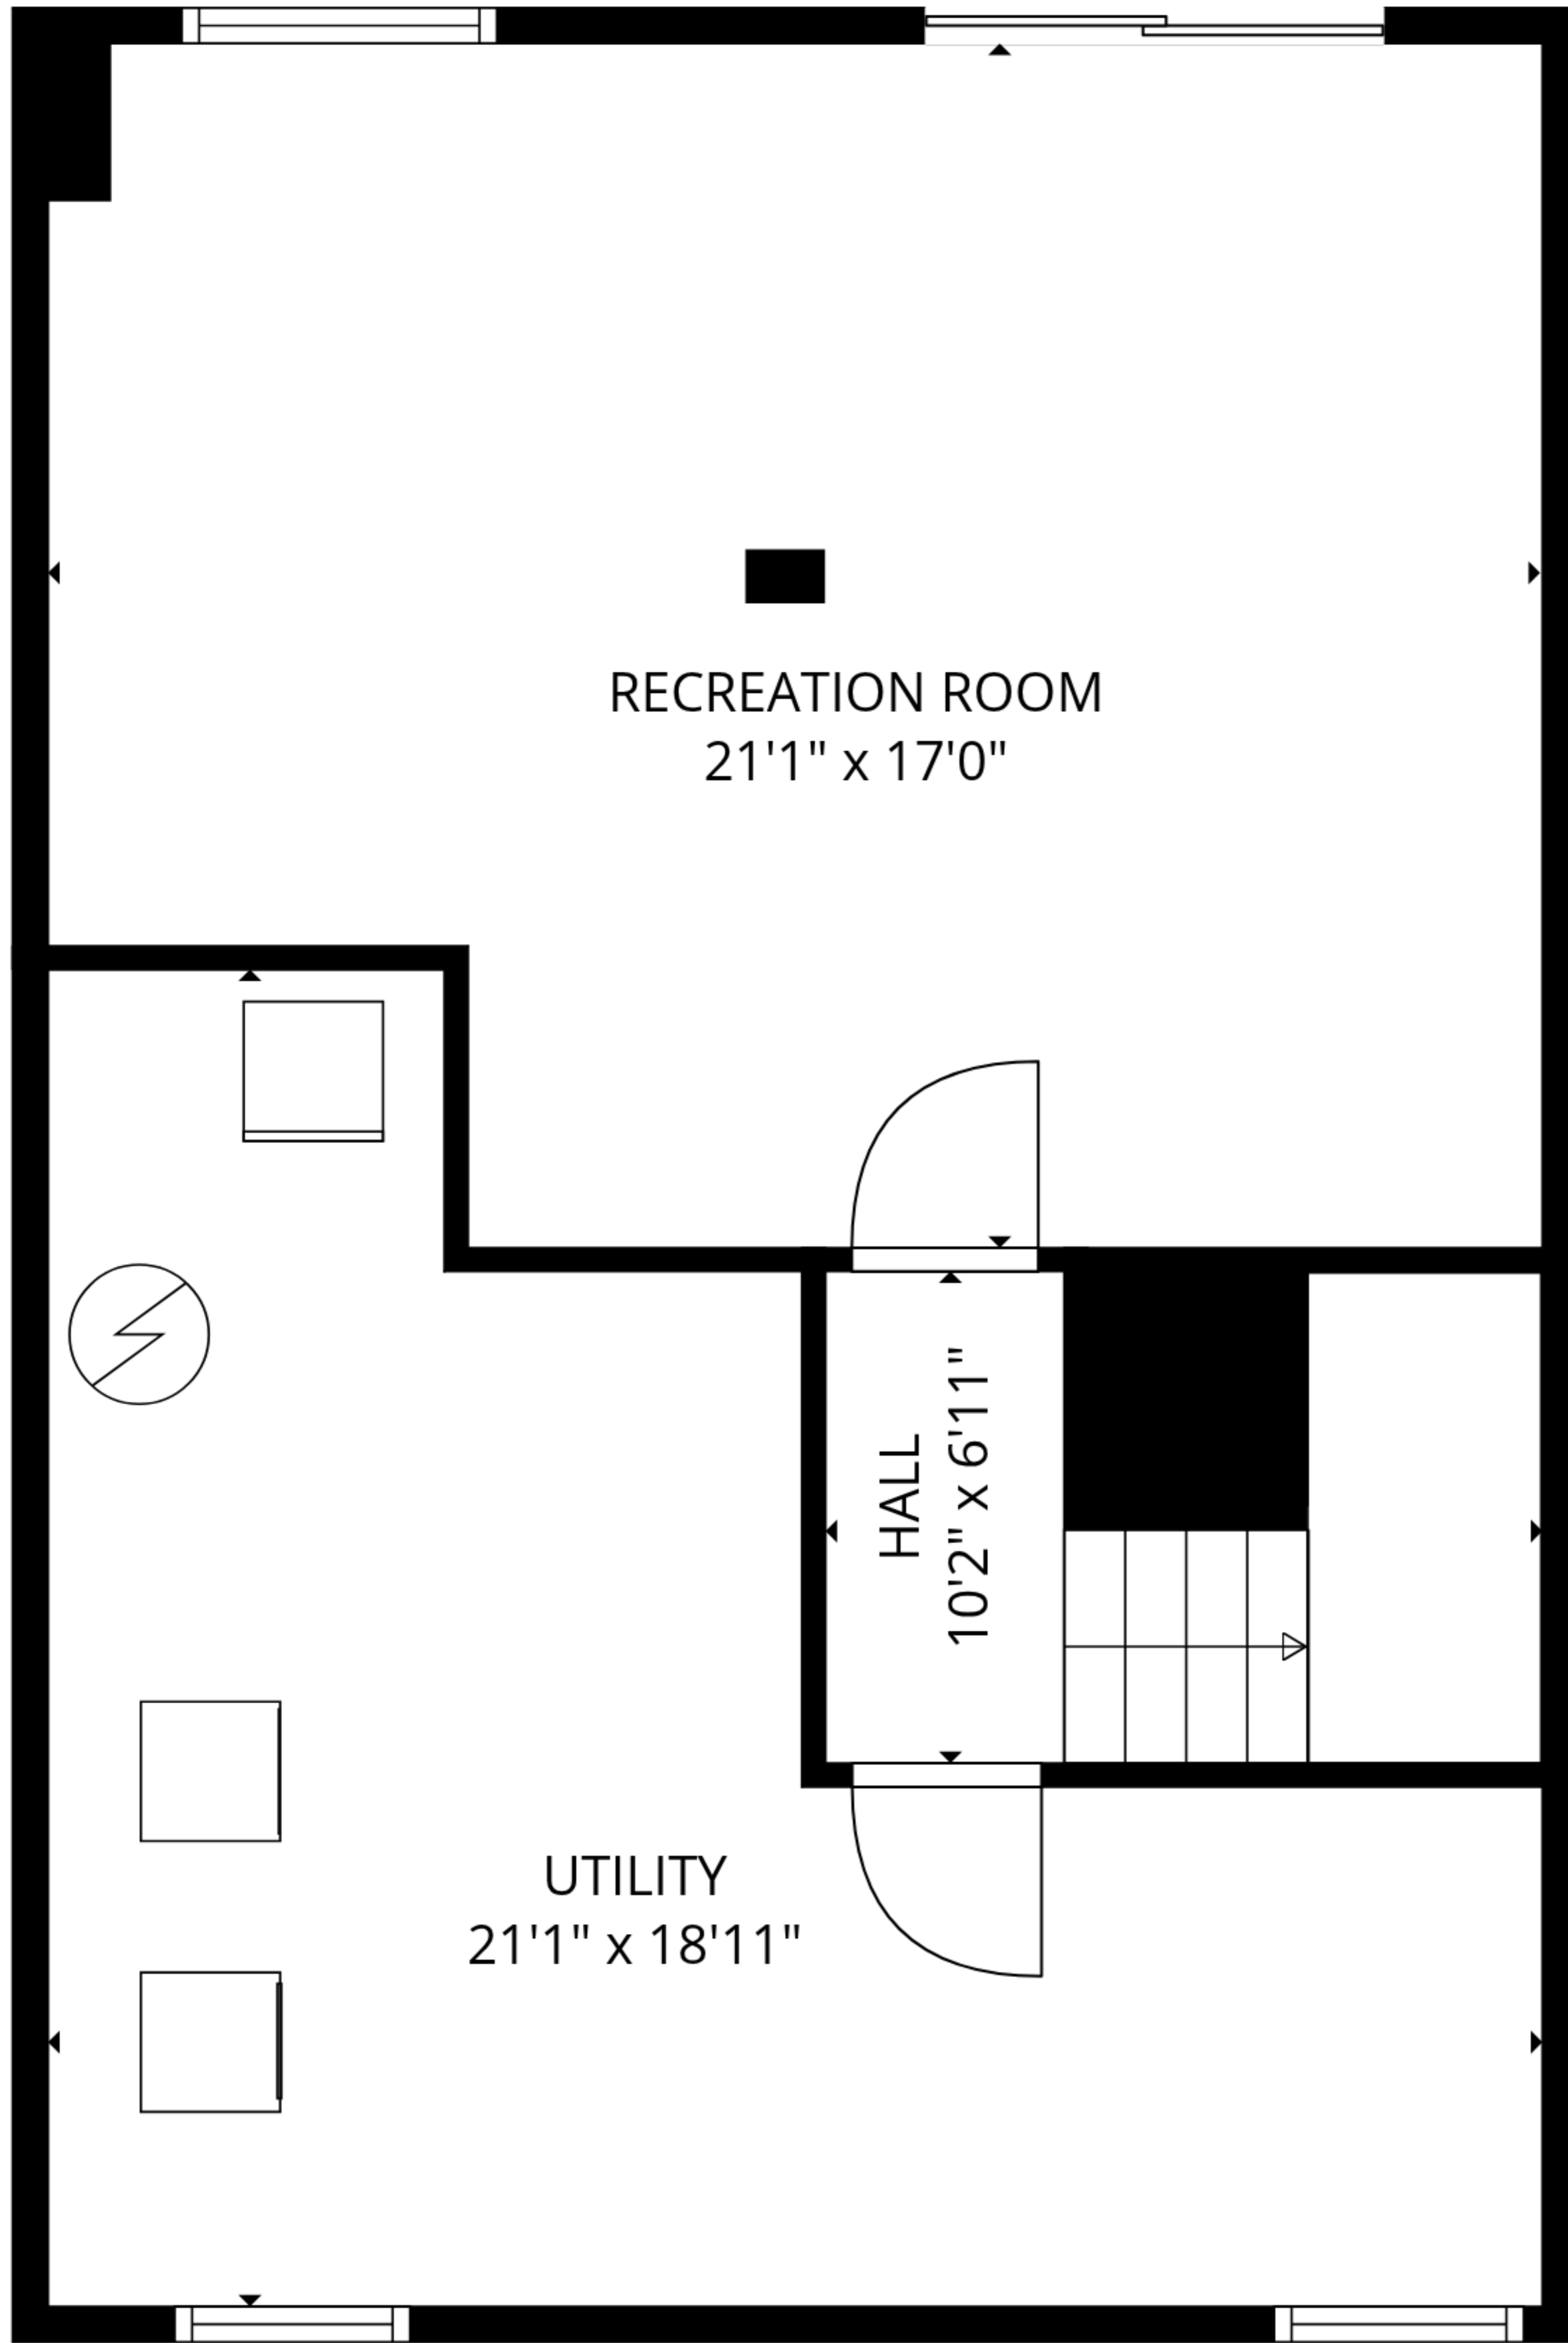 RECREATION ROOM
21'1" x 17'0"
HALL
10'2" x 6'11"
UTILITY
21'1" x 18'11"